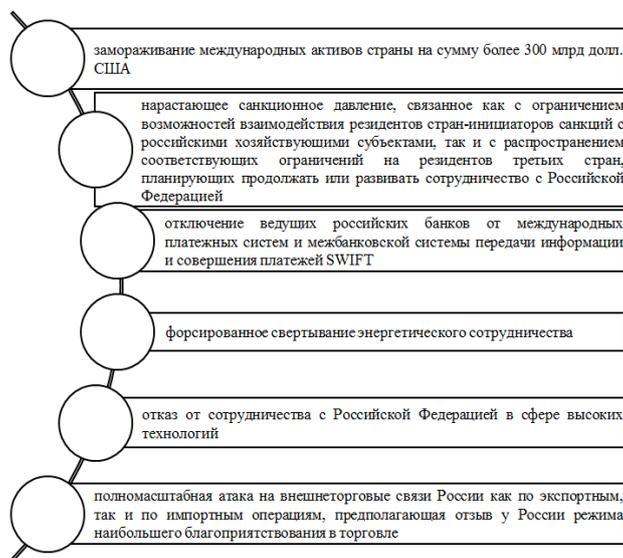 замораживание международных активов страны на сумму более 300 млрд долл.
США
нарастающее санкционное давление, связанное как с ограничением
возможностей взаимодействия резидентов стран-инициаторов санкций с
российскими хозяйствующими субъектами, так и с распространением
соответствующих ограничений на резидентов третьих стран,
планирующих продолжать или развивать сотрудничество с Российской
Федерацией
отключение ведущих российских банков от международных
платежных систем и межбанковской системы передачи информации
и совершения платежей SWIFT
форсированное свертывание энергетического сотрудничества
отказ от сотрудничества с Российской Федерацией в сфере высоких
технологий
полномасштабная атака на внешнеторговые связи России как по экспортным,
так и по импортным операциям, предполагающая отзыв у России режима
наибольшего благоприятствования в торговле